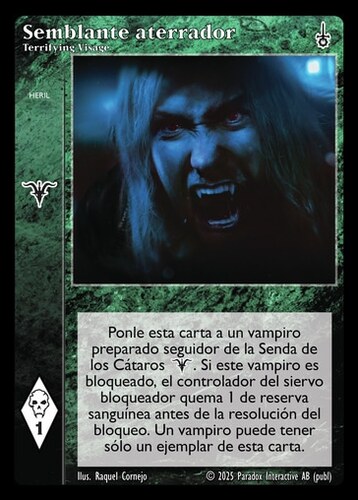 Semblante aterrador
Terrifying Visage
HERIL
Ponle esta carta a un vampiro
preparado seguidor de la Senda de
los Cátaros . Si este vampiro es
bloqueado, el controlador del siervo
bloqueador quema 1 de reserva
sanguínea antes de la resolución del
bloqueo. Un vampiro puede tener
sólo un ejemplar de esta carta.
1
Ilus. Raquel Cornejo
© 2025 Paradox Interactive AB (publ)